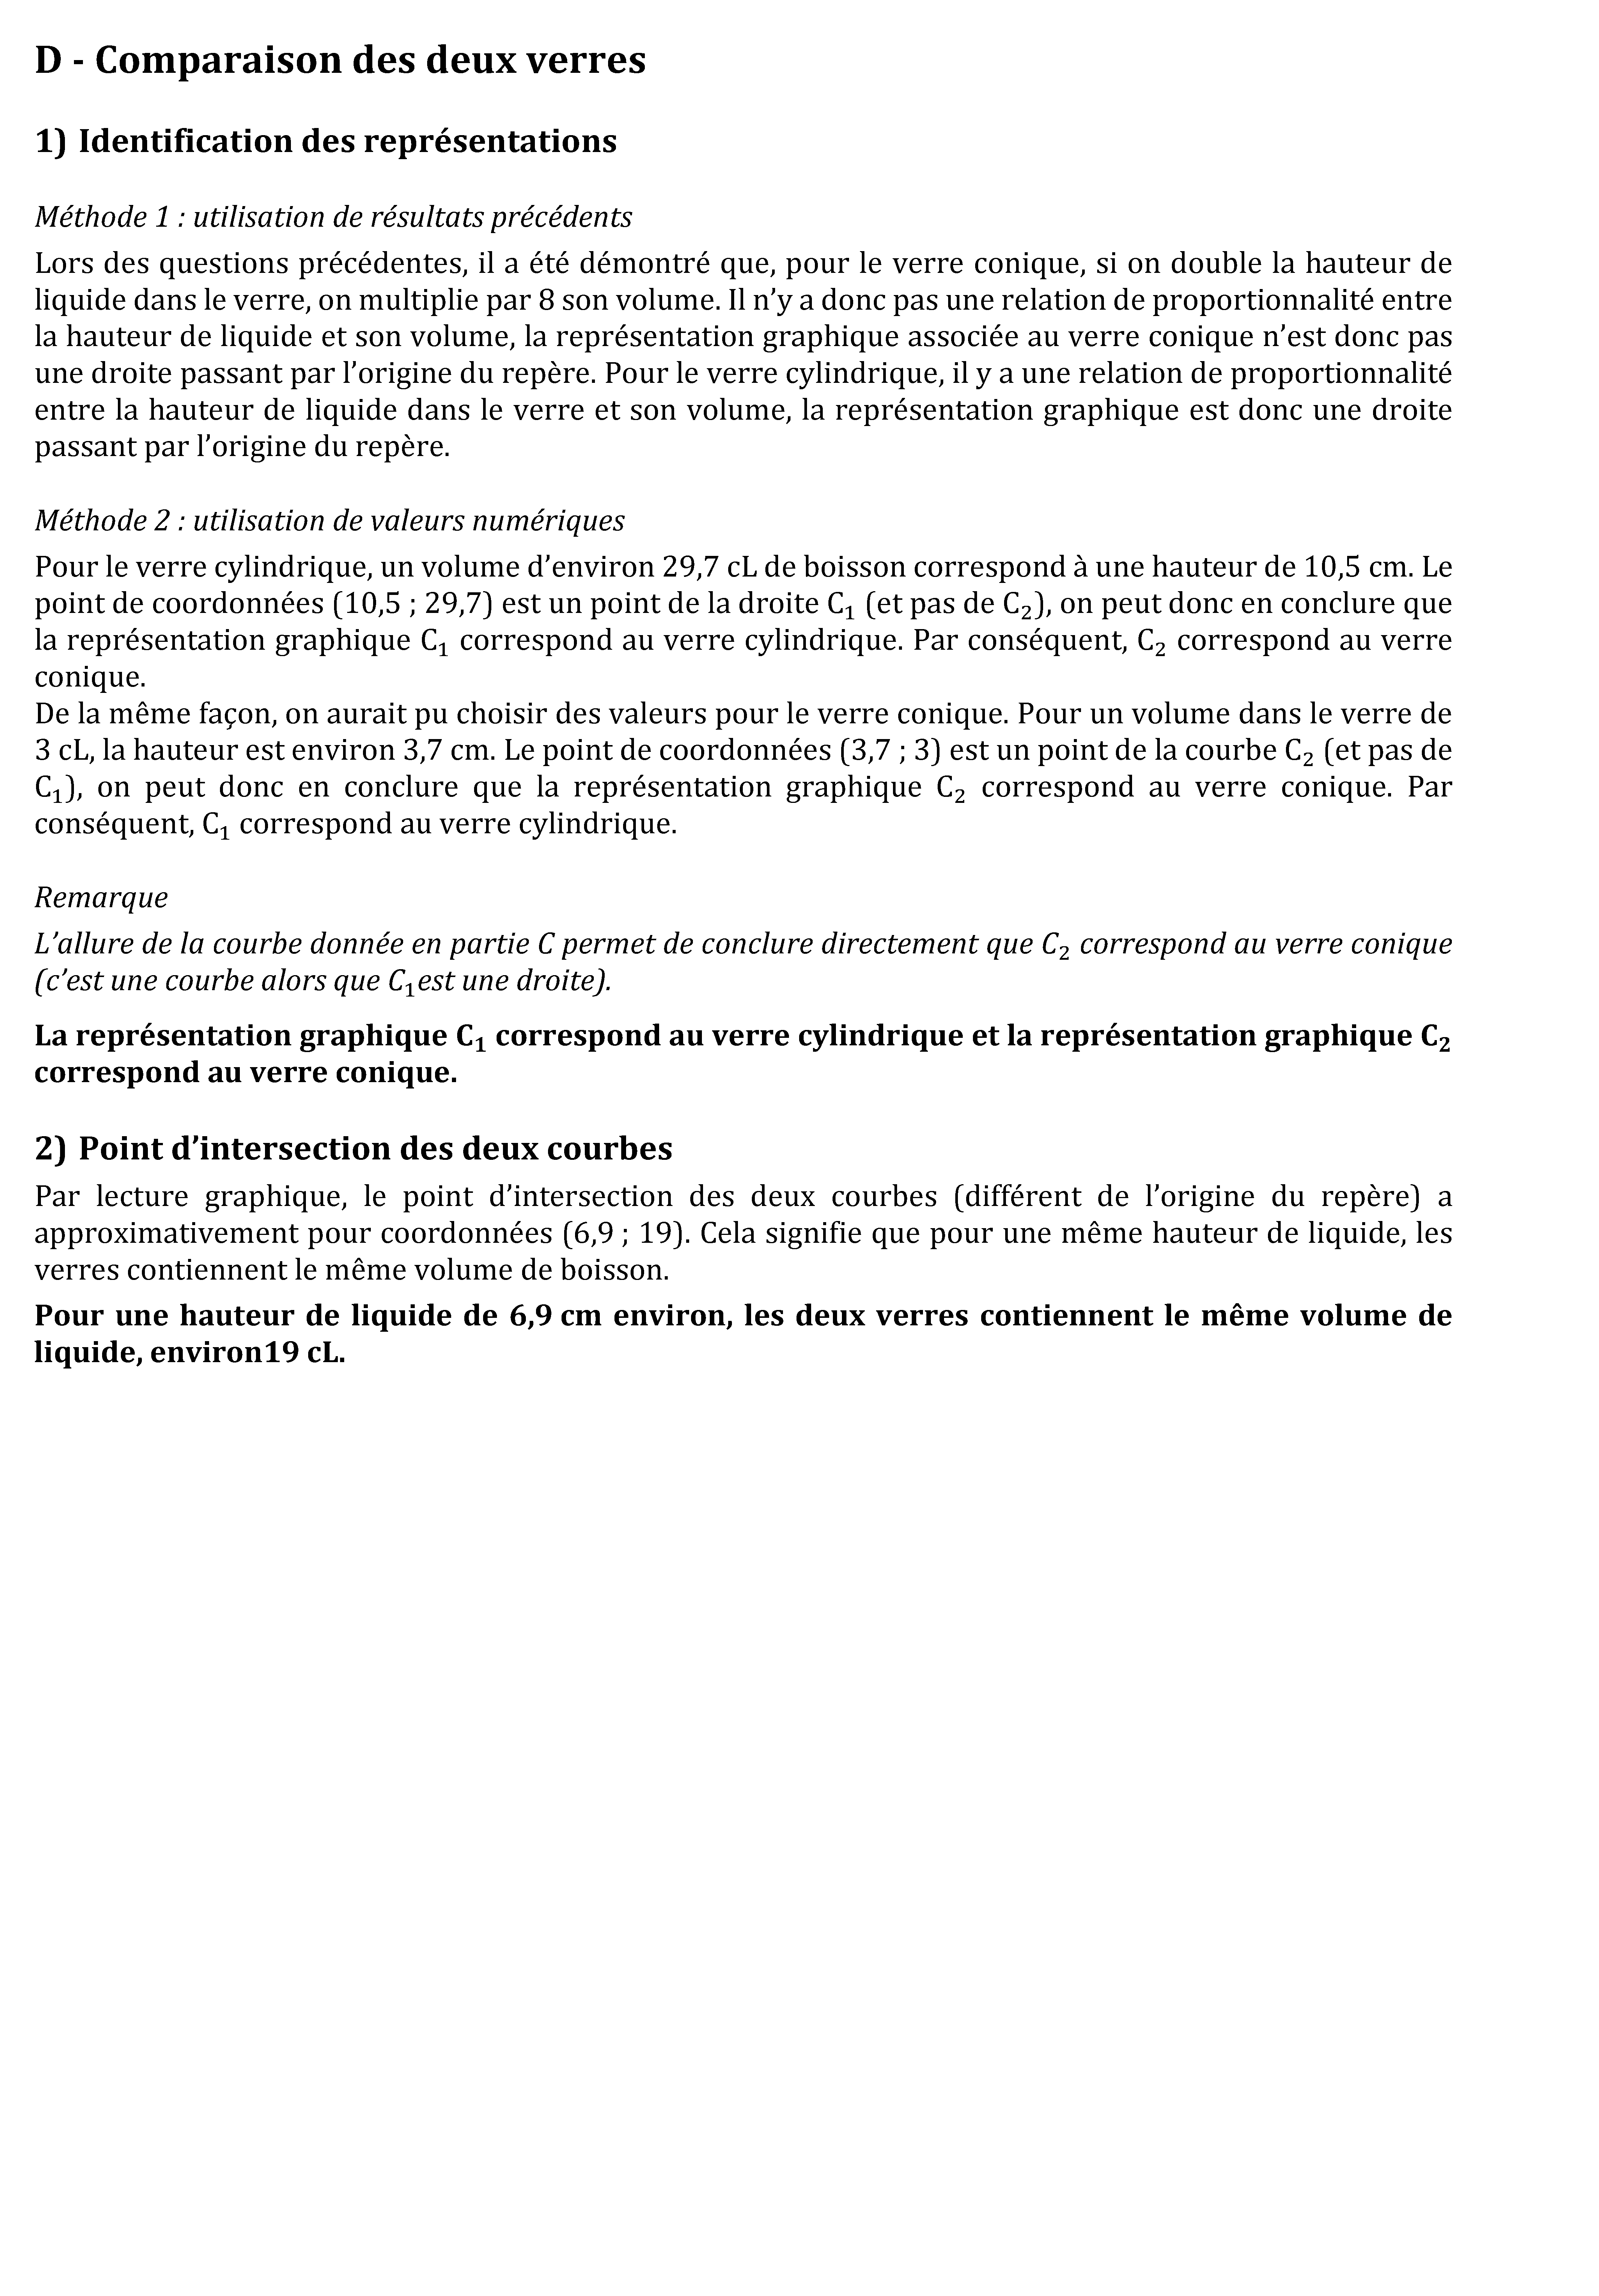 D - Comparaison des deux verres
1) Identification des représentations
Méthode 1 : utilisation de résultats précédents
Lors des questions précédentes, il a été démontré que, pour le verre conique, si on double la hauteur de
liquide dans le verre, on multiplie par 8 son volume. Il n’y a donc pas une relation de proportionnalité entre
la hauteur de liquide et son volume, la représentation graphique associée au verre conique n’est donc pas
une droite passant par l’origine du repère. Pour le verre cylindrique, il y a une relation de proportionnalité
entre la hauteur de liquide dans le verre et son volume, la représentation graphique est donc une droite
passant par l’origine du repère.
Méthode 2 : utilisation de valeurs numériques
Pour le verre cylindrique, un volume d’environ 29,7 cL de boisson correspond à une hauteur de 10,5 cm. Le
point de coordonnées (10,5 ; 29,7) est un point de la droite C₁ (et pas de C₂), on peut donc en conclure que
la représentation graphique C₁ correspond au verre cylindrique. Par conséquent, C₂ correspond au verre
conique.
De la même façon, on aurait pu choisir des valeurs pour le verre conique. Pour un volume dans le verre de
3 cL, la hauteur est environ 3,7 cm. Le point de coordonnées (3,7 ; 3) est un point de la courbe C₂ (et pas de
C₁), on peut donc en conclure que la représentation graphique C₂ correspond au verre conique. Par
conséquent, C₁ correspond au verre cylindrique.
Remarque
L’allure de la courbe donnée en partie C permet de conclure directement que C₂ correspond au verre conique
(c’est une courbe alors que C₁est une droite).
La représentation graphique C₁ correspond au verre cylindrique et la représentation graphique C₂
correspond au verre conique.
2) Point d’intersection des deux courbes
Par lecture graphique, le point d’intersection des deux courbes (différent de l’origine du repère) a
approximativement pour coordonnées (6,9 ; 19). Cela signifie que pour une même hauteur de liquide, les
verres contiennent le même volume de boisson.
Pour une hauteur de liquide de 6,9 cm environ, les deux verres contiennent le même volume de
liquide, environ19 cL.